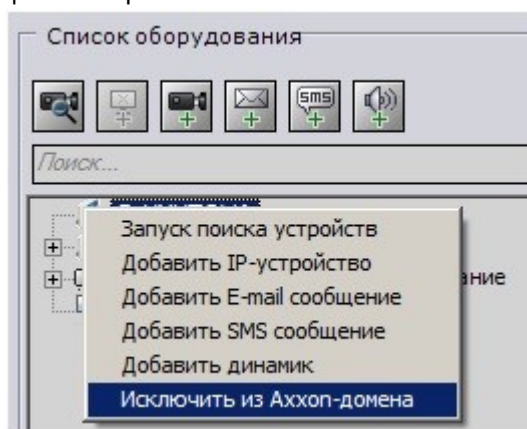 Список оборудования
sms
Поиск...
Запуск поиска устройств
Добавить IP-устройство
ание
Добавить E-mail сообщение
Добавить SMS сообщение
Добавить динамик
Исключить из Axxon-домена